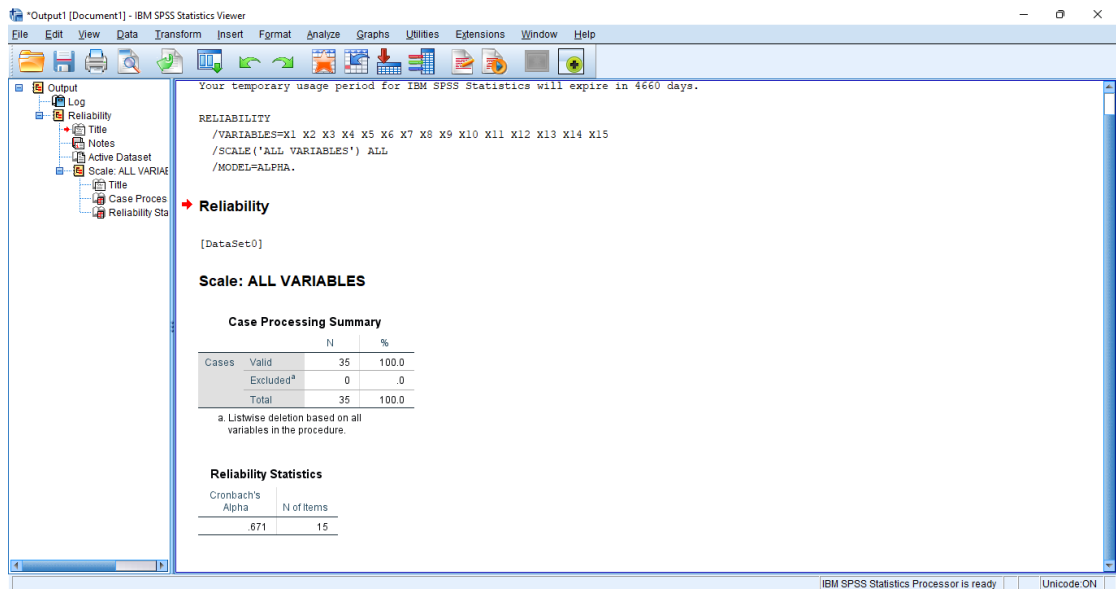 *Output1 [Document1] - IBM SPSS Statistics Viewer
File Edit View Data Transform Insert Format Analyze Graphs Utilities Extensions Window Help
Output
Log
Reliability
Title
Notes
Active Dataset
Scale: ALL VARIAE
Title
Case Proces
Reliability Sta
Your temporary usage period for IBM SPSS Statistics will expire in 4660 days.
RELIABILITY
/VARIABLES=X1 X2 X3 X4 X5 X6 X7 X8 X9 X10 X11 X12 X13 X14 X15
/SCALE('ALL VARIABLES') ALL
/MODEL=ALPHA.
Reliability
[DataSet0]
Scale: ALL VARIABLES
Case Processing Summary
N %
Cases Valid 35 100.0
Excludedᵃ 0 .0
Total 35 100.0
a. Listwise deletion based on all
variables in the procedure.
Reliability Statistics
Cronbach's
Alpha N of Items
.671 15
IBM SPSS Statistics Processor is ready Unicode:ON